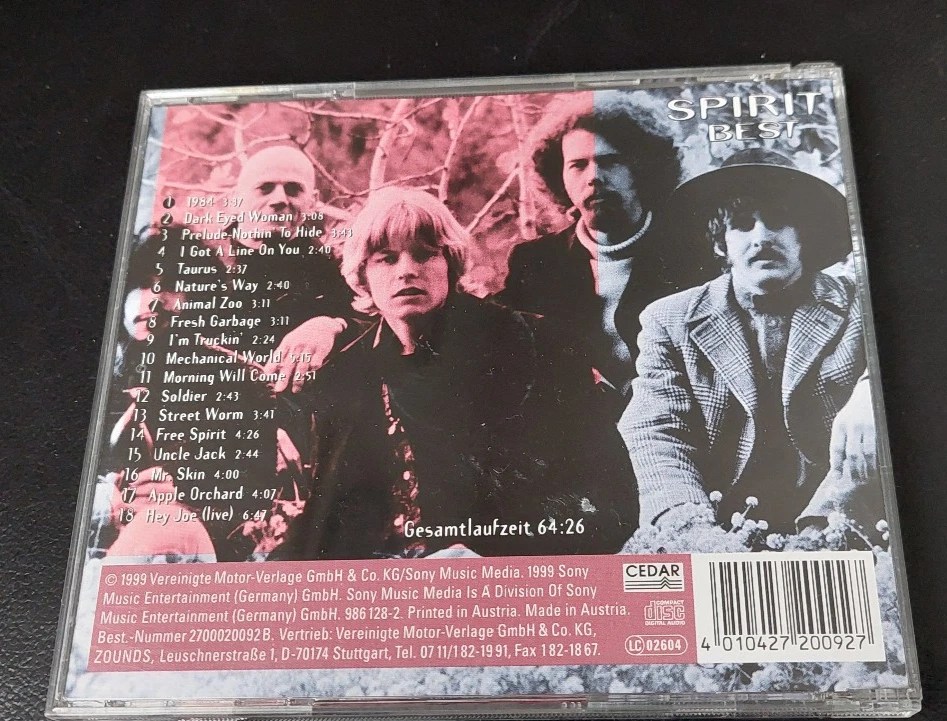 SPIRIT
BEST
1 1984 3:37
2 Dark Eyed Woman 3:08
3 Prelude-Nothin' To Hide 3:43
4 I Got A Line On You 2:40
5 Taurus 2:37
6 Nature's Way 2:40
7 Animal Zoo 3:11
8 Fresh Garbage 3:11
9 I'm Truckin' 2:24
10 Mechanical World 5:15
11 Morning Will Come 2:51
12 Soldier 2:43
13 Street Worm 3:41
14 Free Spirit 4:26
15 Uncle Jack 2:44
16 Mr. Skin 4:00
17 Apple Orchard 4:07
18 Hey Joe (live) 6:47
Gesamtlaufzeit 64:26
© 1999 Vereinigte Motor-Verlage GmbH & Co. KG/Sony Music Media. 1999 Sony
Music Entertainment (Germany) GmbH. Sony Music Media Is A Division Of Sony
Music Entertainment (Germany) GmbH. 986 128-2. Printed in Austria. Made in Austria.
Best.-Nummer 2700020092B. Vertrieb: Vereinigte Motor-Verlage GmbH & Co. KG,
ZOUNDS, Leuschnerstraße 1, D-70174 Stuttgart, Tel. 07 11/1 82-19 91, Fax 1 82-18 67.
CEDAR
COMPACT
disc
DIGITAL AUDIO
LC 02604
4 010427 200927